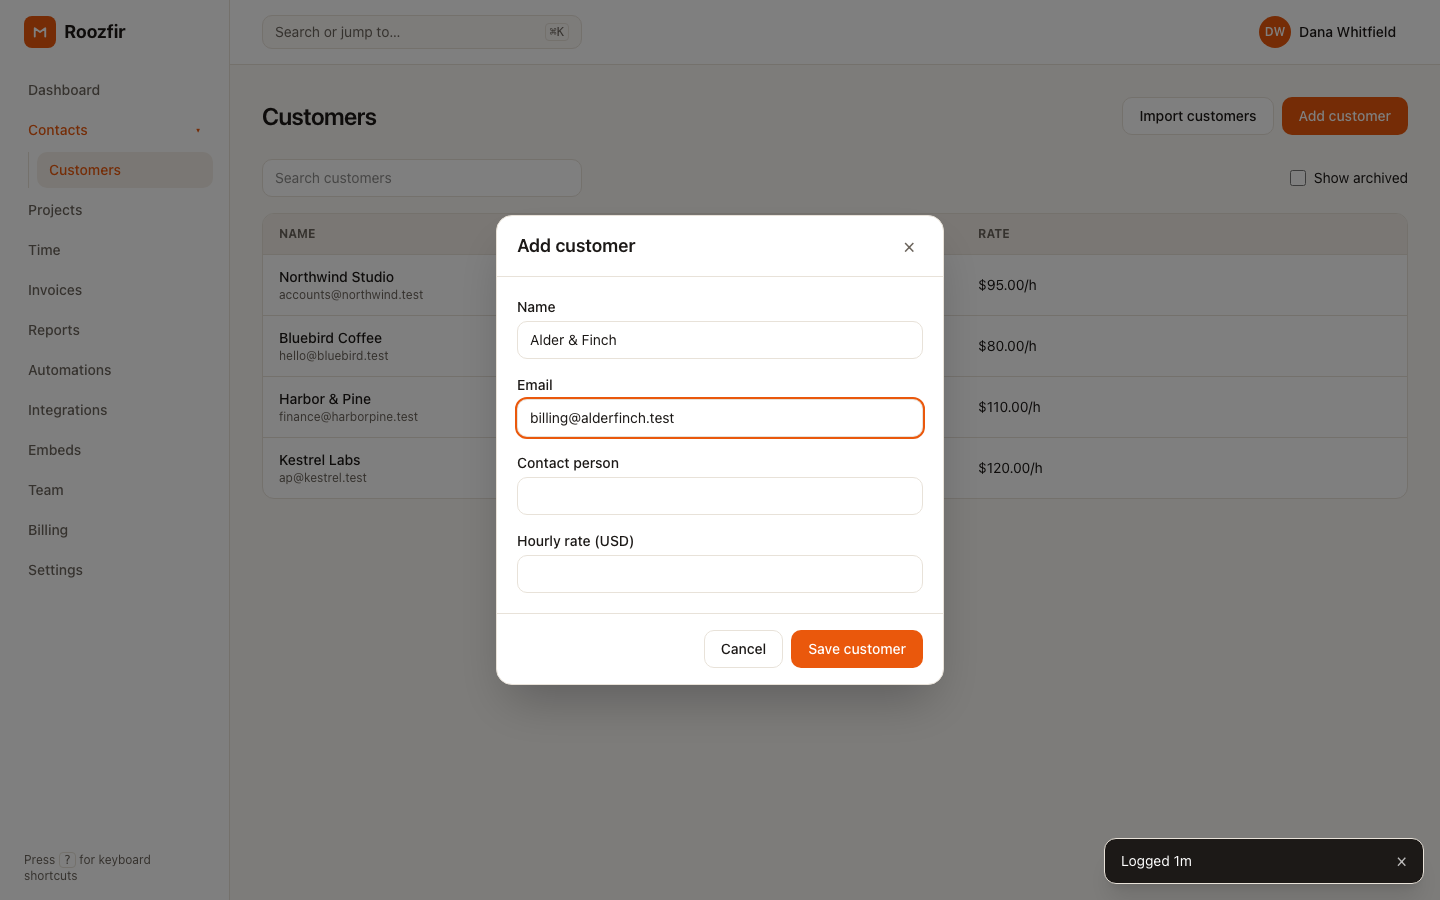 Roozfir
Search or jump to... ⌘K
DW Dana Whitfield
Dashboard
Contacts
Customers
Projects
Time
Invoices
Reports
Automations
Integrations
Embeds
Team
Billing
Settings
Press ? for keyboard
shortcuts
Customers
Import customers
Add customer
Search customers
Show archived
NAME
RATE
Northwind Studio
accounts@northwind.test
$95.00/h
Bluebird Coffee
hello@bluebird.test
$80.00/h
Harbor & Pine
finance@harborpine.test
$110.00/h
Kestrel Labs
ap@kestrel.test
$120.00/h
Add customer
Name
Alder & Finch
Email
billing@alderfinch.test
Contact person
Hourly rate (USD)
Cancel
Save customer
Logged 1m